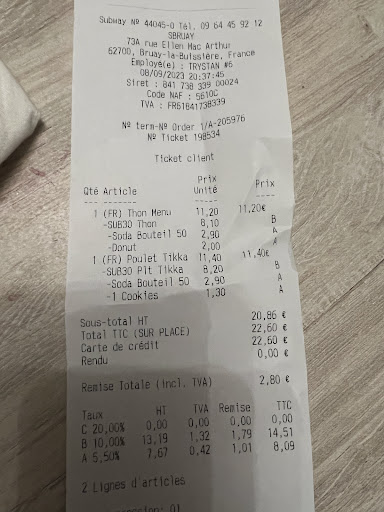 Subway Nº 44045-0 Tél. 09 64 45 92 12
SBRUAY
73A rue Ellen Mac Arthur
62700, Bruay-la-Buissière, France
Employé(e) : TRYSTAN #6
08/09/2023 20:37:45
Siret : 841 738 339 00024
Code NAF : 5610C
TVA : FR61841738339
Nº term-Nº Order 1/A-205976
Nº Ticket 198534
Ticket client
Qté Article Prix Unité Prix
1 (FR) Thon Menu 11,20 11,20€
-SUB30 Thon 8,10 B
-Soda Bouteil 50 2,90 A
-Donut 2,00 A
1 (FR) Poulet Tikka 11,40 11,40€
-SUB30 Plt Tikka 8,20 B
-Soda Bouteil 50 2,90 A
-1 Cookies 1,30 A
Sous-total HT 20,86 €
Total TTC (SUR PLACE) 22,60 €
Carte de crédit 22,60 €
Rendu 0,00 €
Remise Totale (incl. TVA) 2,80 €
Taux HT TVA Remise TTC
C 20,00% 0,00 0,00 0,00 0,00
B 10,00% 13,19 1,32 1,79 14,51
A 5,50% 7,67 0,42 1,01 8,09
2 Lignes d'articles